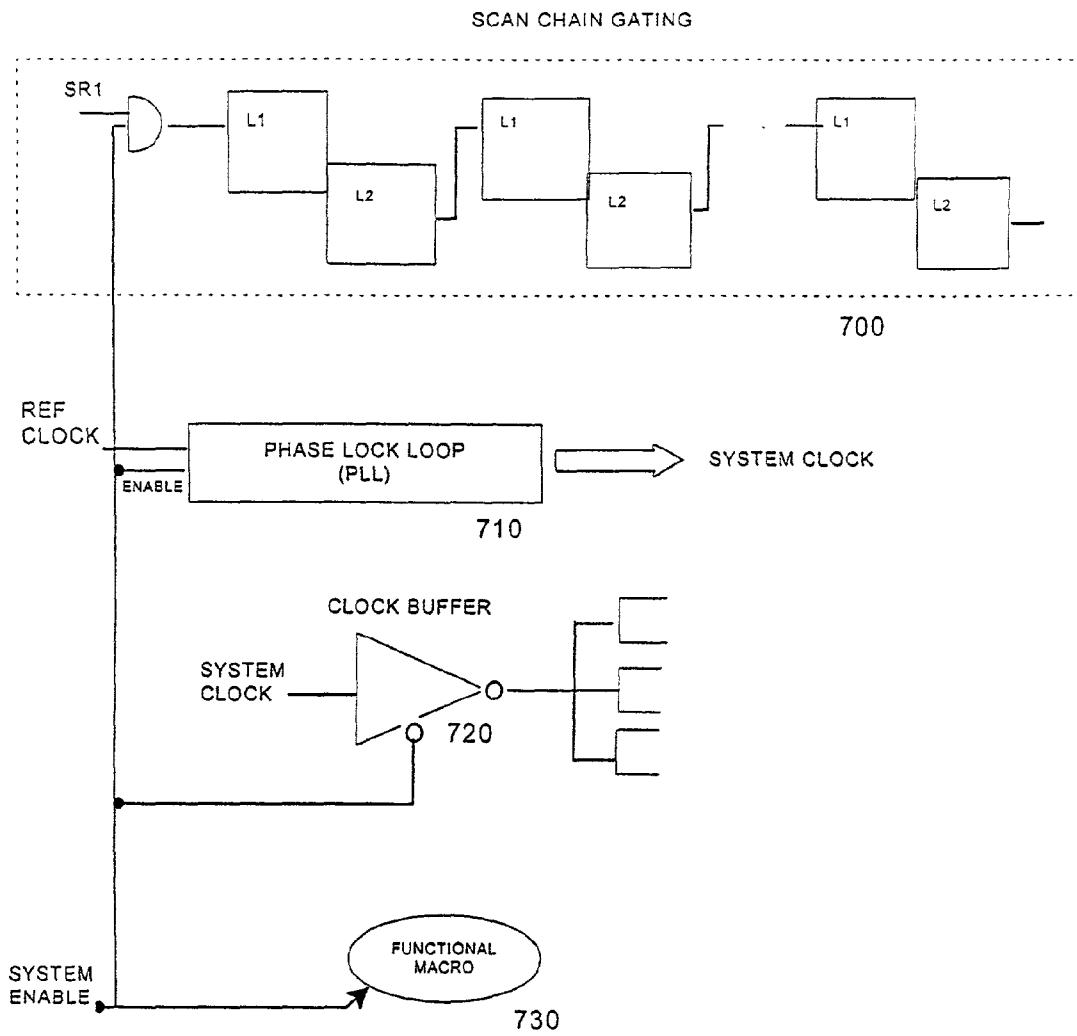 SCAN CHAIN GATING
SR1
L1
L2
L1
L2
L1
L2
700
REF
CLOCK
ENABLE
PHASE LOCK LOOP
(PLL)
SYSTEM CLOCK
710
CLOCK BUFFER
SYSTEM
CLOCK
720
SYSTEM
ENABLE
FUNCTIONAL
MACRO
730